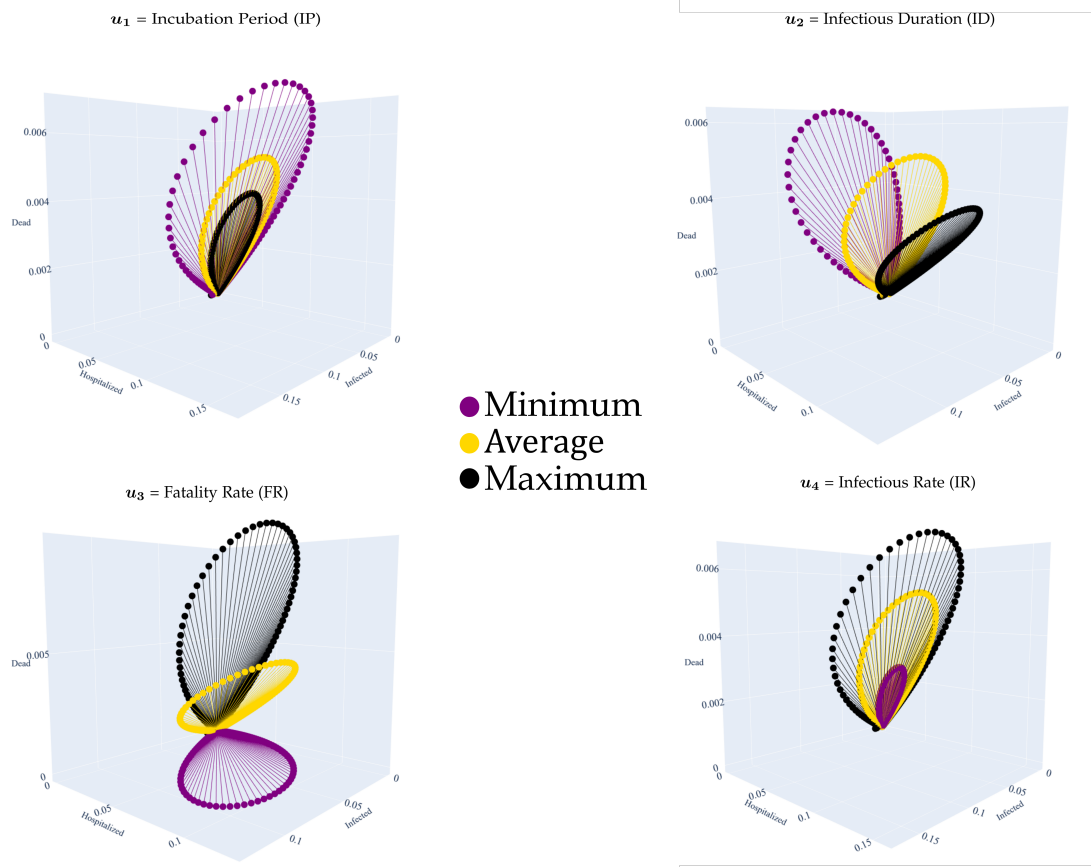 u₁ = Incubation Period (IP)
u₂ = Infectious Duration (ID)
0.006
0.004
Dead
0.002
0
0
0.05
Hospitalized
0.1
0.15
0.15
0.1
Infected
0.05
0
0.006
0.004
Dead
0.002
0
0
0.05
Hospitalized
0.1
0.1
Infected
0.05
0
Minimum
Average
Maximum
u₃ = Fatality Rate (FR)
u₄ = Infectious Rate (IR)
Dead
0.005
0
0
0.05
Hospitalized
0.1
0.1
Infected
0.05
0
0.006
0.004
Dead
0.002
0
0
0.05
Hospitalized
0.1
0.15
0.15
0.1
Infected
0.05
0